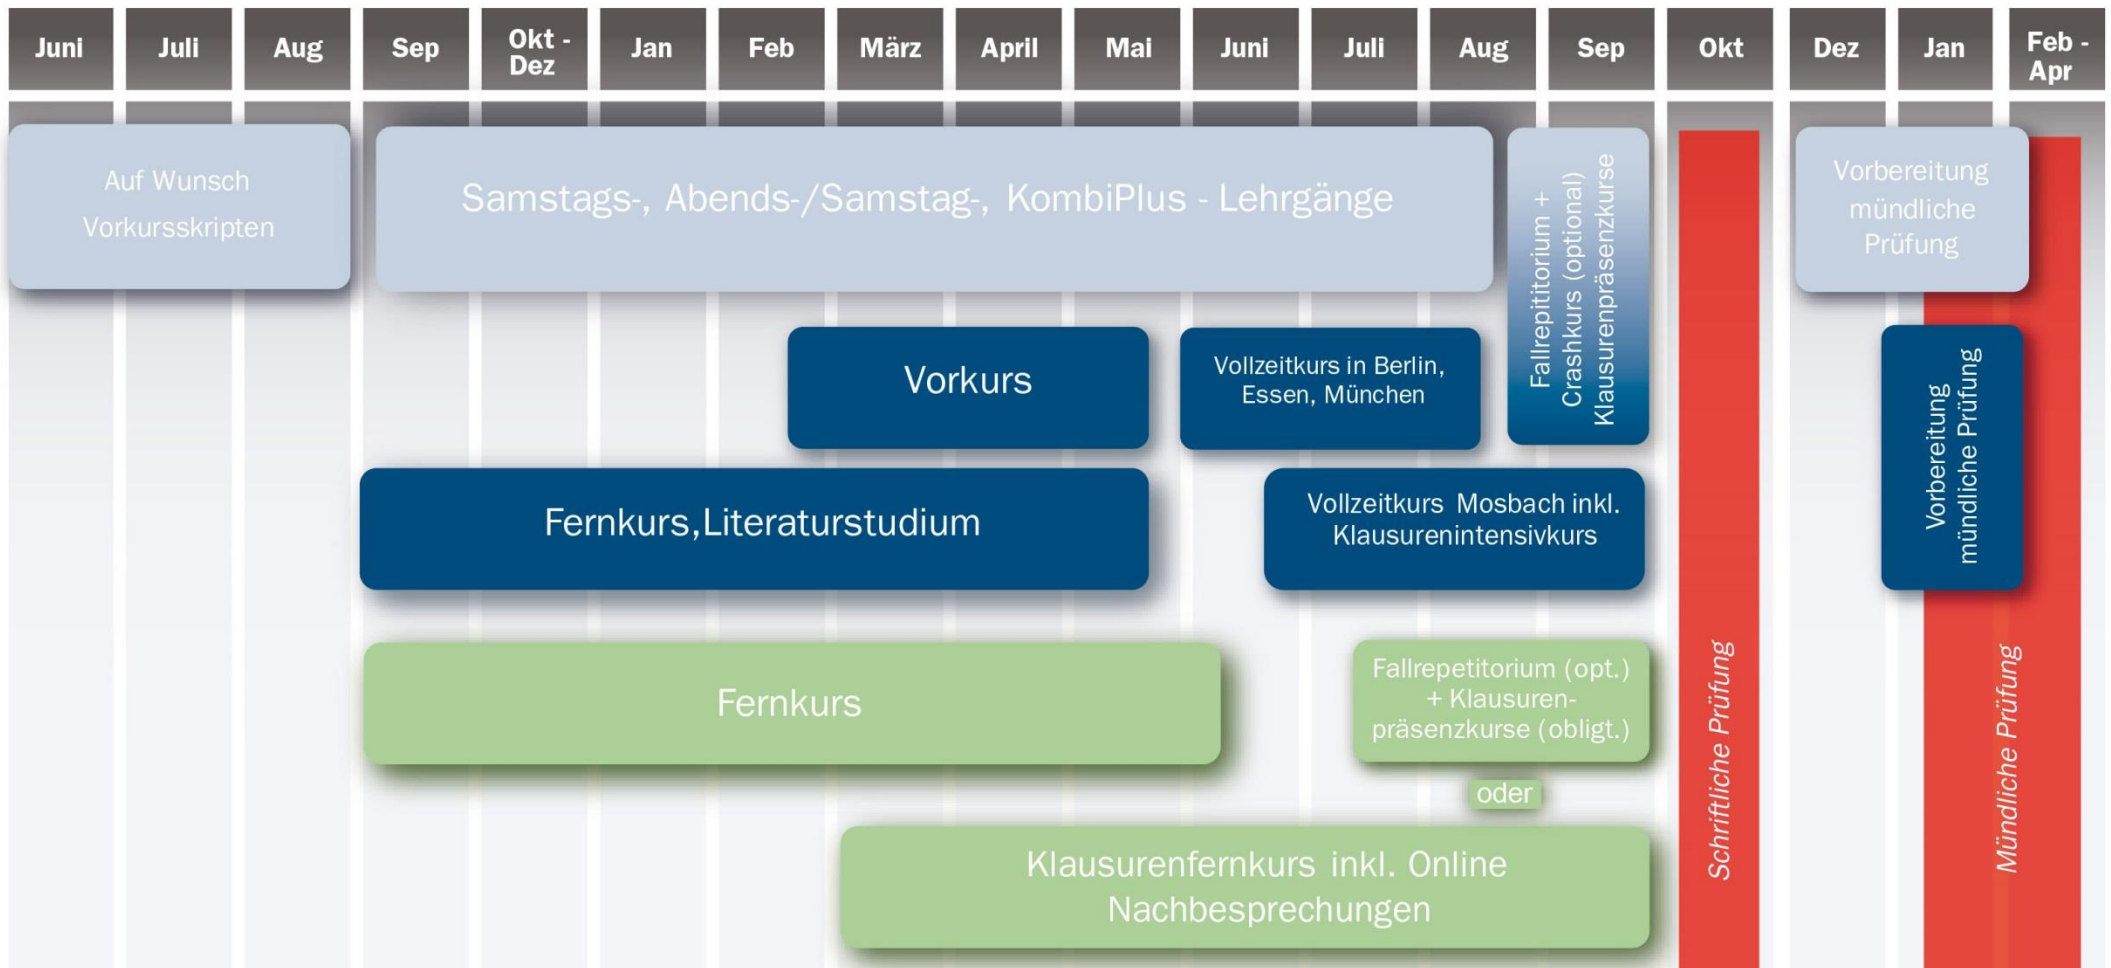 Juni
Juli
Aug
Sep
Okt -
Dez
Jan
Feb
März
April
Mai
Juni
Juli
Aug
Sep
Okt
Dez
Jan
Feb -
Apr
Auf Wunsch
Vorkursskripten
Samstags-, Abends-/Samstag-, KombiPlus - Lehrgänge
Fallrepititorium +
Crashkurs (optional)
Klausurenpräsenzkurse
Vorbereitung
mündliche
Prüfung
Vorkurs
Vollzeitkurs in Berlin,
Essen, München
Vorbereitung
mündliche Prüfung
Fernkurs,Literaturstudium
Vollzeitkurs Mosbach inkl.
Klausurenintensivkurs
Fernkurs
Fallrepetitorium (opt.)
+ Klausuren-
präsenzkurse (obligt.)
oder
Klausurenfernkurs inkl. Online
Nachbesprechungen
Schriftliche Prüfung
Mündliche Prüfung